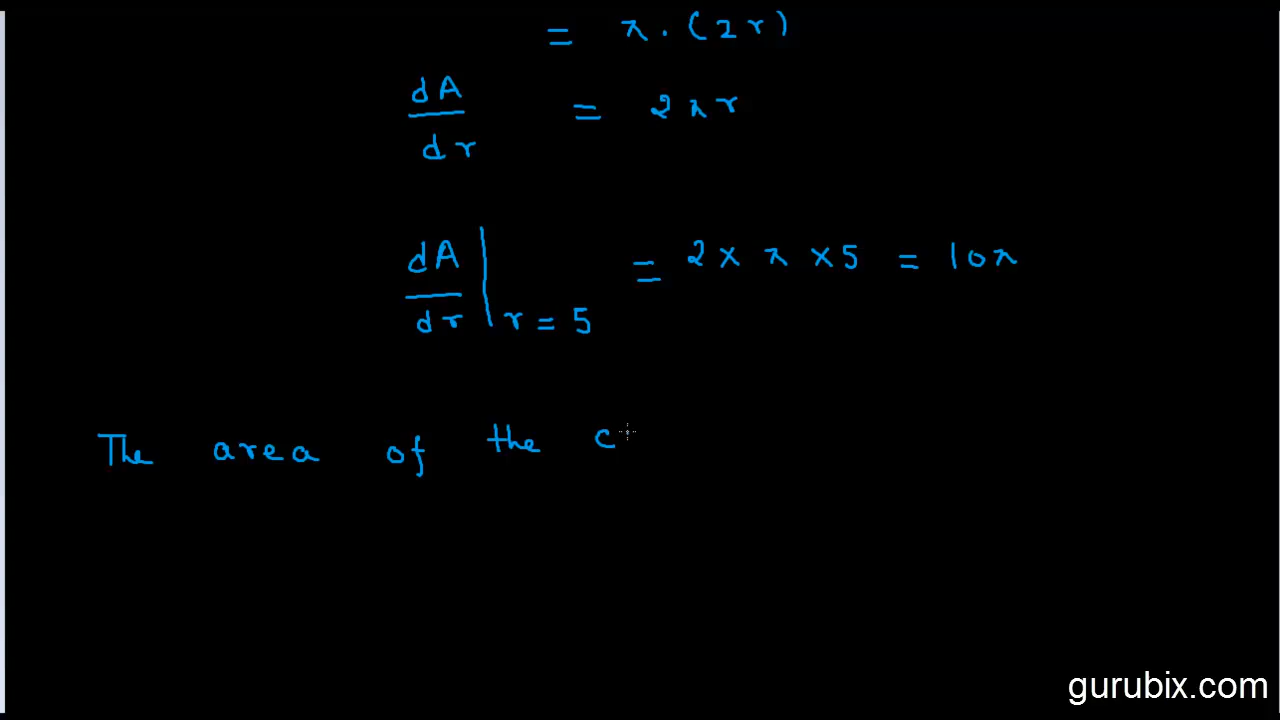 = π . (2r)
dA/dr = 2πr
dA/dr | r = 5 = 2 × π × 5 = 10π
The area of the c
gurubix.com